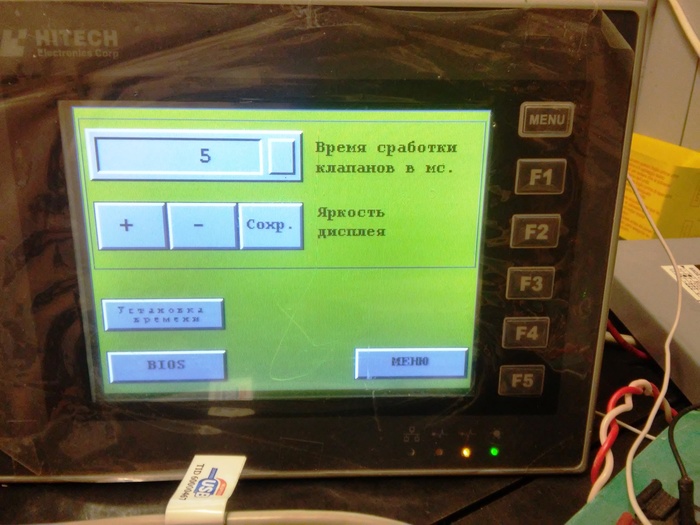 HITECH
Electronics Corp
MENU
5
Время сработки
клапанов в мс.
F1
+
-
Сохр.
Яркость
дисплея
F2
F3
Установка
времени
F4
BIOS
МЕНЮ
F5
USB